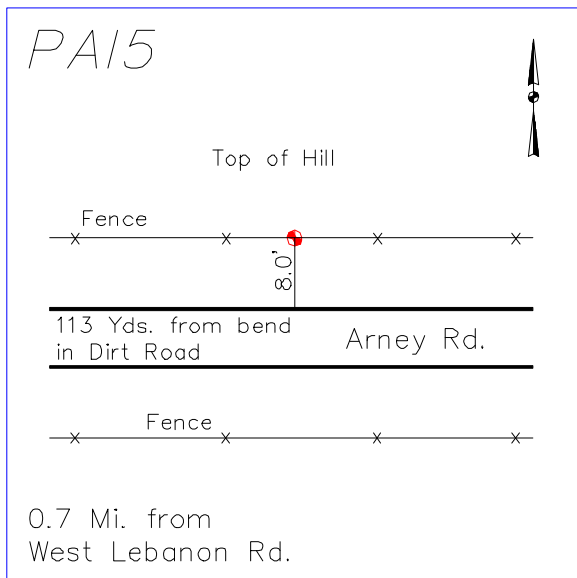 PA15
Top of Hill
Fence
8.0'
113 Yds. from bend
in Dirt Road
Arney Rd.
Fence
0.7 Mi. from
West Lebanon Rd.